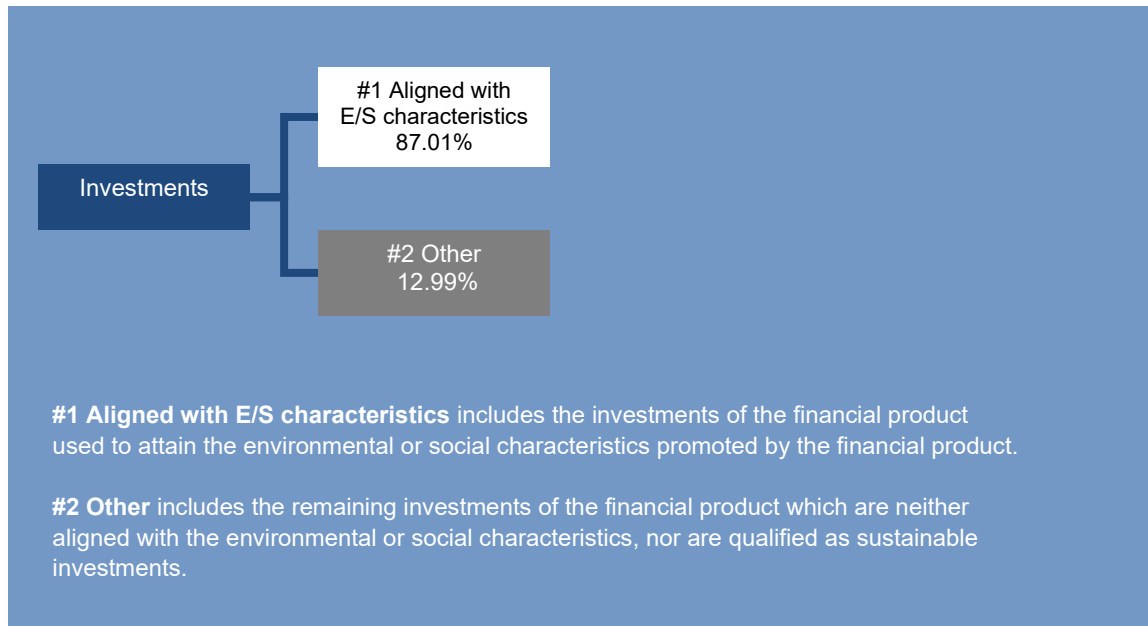 #1 Aligned with
E/S characteristics
87.01%
Investments
#2 Other
12.99%
#1 Aligned with E/S characteristics includes the investments of the financial product
used to attain the environmental or social characteristics promoted by the financial product.
#2 Other includes the remaining investments of the financial product which are neither
aligned with the environmental or social characteristics, nor are qualified as sustainable
investments.